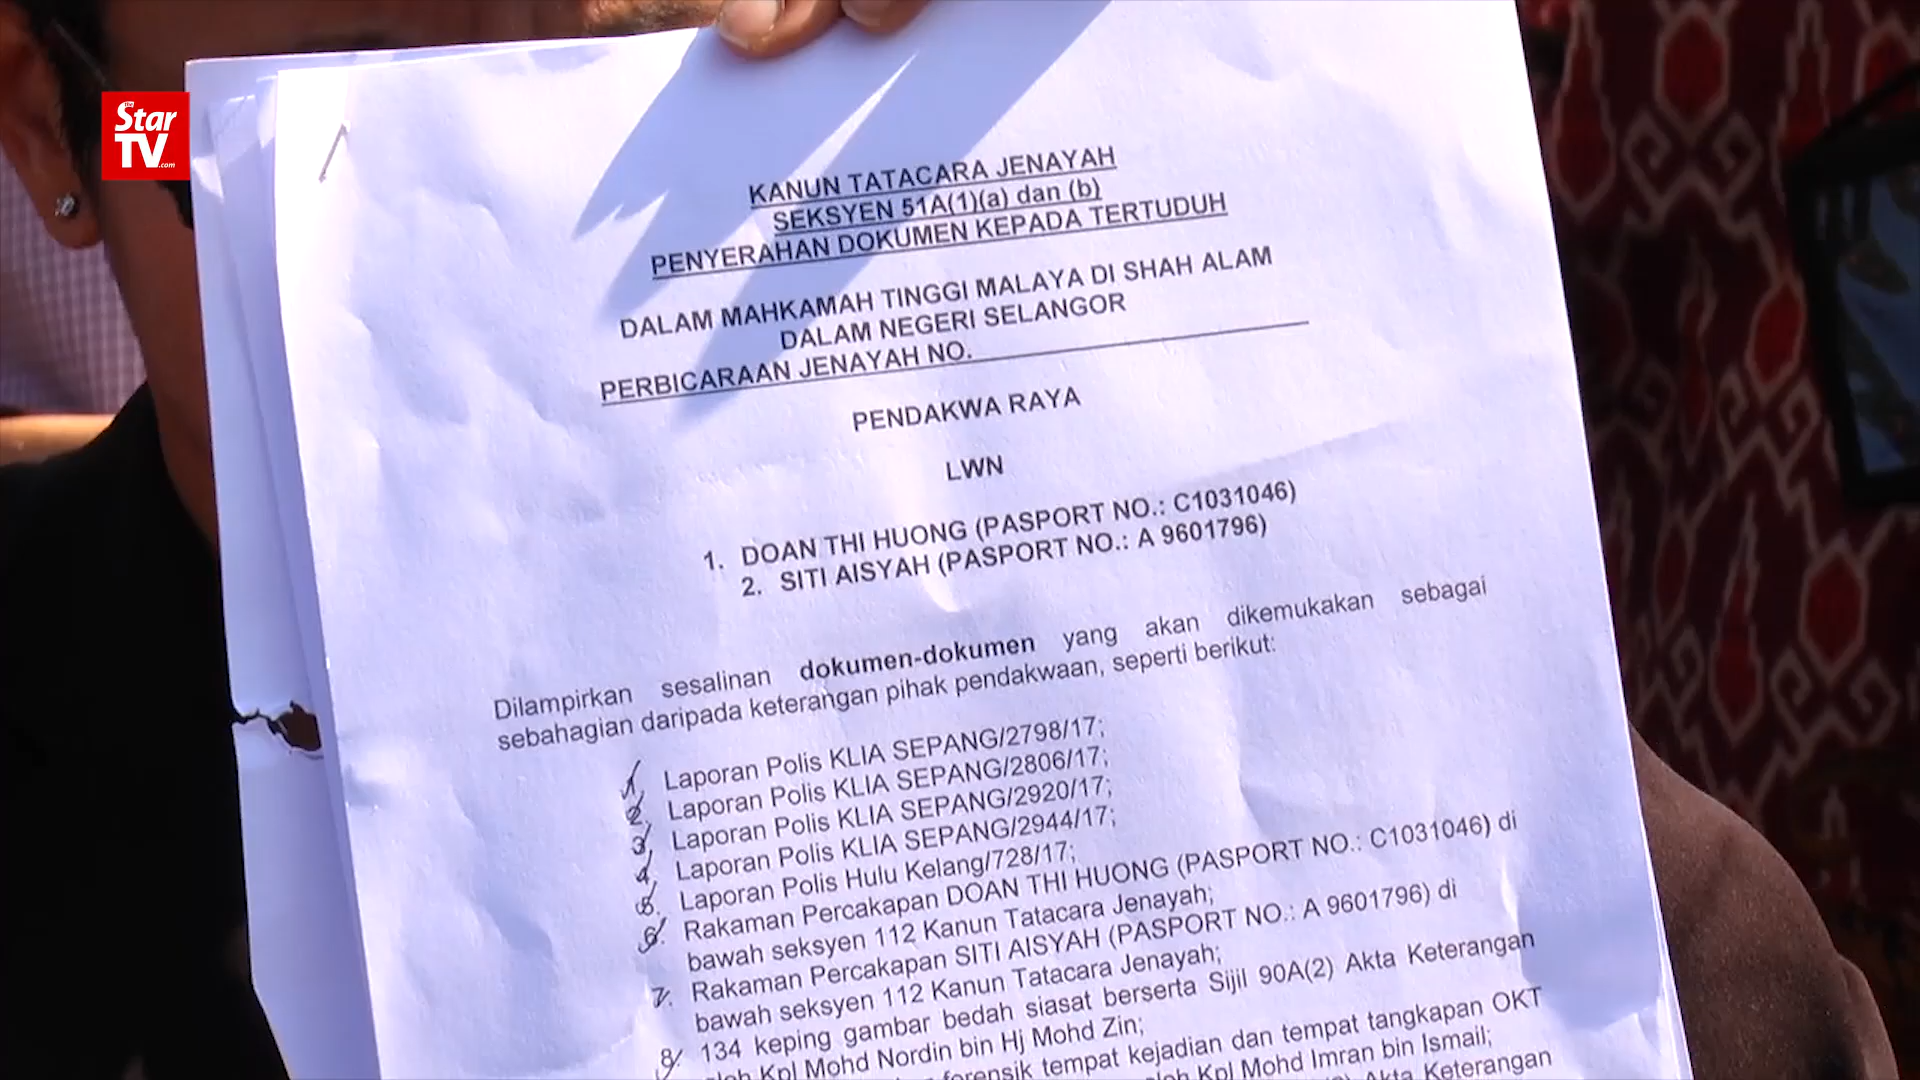 The Star
TV.com
KANUN TATACARA JENAYAH
SEKSYEN 51A(1)(a) dan (b)
PENYERAHAN DOKUMEN KEPADA TERTUDUH
DALAM MAHKAMAH TINGGI MALAYA DI SHAH ALAM
DALAM NEGERI SELANGOR
PERBICARAAN JENAYAH NO.
PENDAKWA RAYA
LWN
1. DOAN THI HUONG (PASPORT NO.: C1031046)
2. SITI AISYAH (PASPORT NO.: A 9601796)
Dilampirkan sesalinan dokumen-dokumen yang akan dikemukakan sebagai
sebahagian daripada keterangan pihak pendakwaan, seperti berikut:
1. Laporan Polis KLIA SEPANG/2798/17;
2. Laporan Polis KLIA SEPANG/2806/17;
3. Laporan Polis KLIA SEPANG/2920/17;
4. Laporan Polis KLIA SEPANG/2944/17;
5. Laporan Polis Hulu Kelang/728/17;
6. Rakaman Percakapan DOAN THI HUONG (PASPORT NO.: C1031046) di
bawah seksyen 112 Kanun Tatacara Jenayah;
7. Rakaman Percakapan SITI AISYAH (PASPORT NO.: A 9601796) di
bawah seksyen 112 Kanun Tatacara Jenayah;
8. 134 keping gambar bedah siasat berserta Sijil 90A(2) Akta Keterangan
oleh Kpl Mohd Nordin bin Hj Mohd Zin;
forensik tempat kejadian dan tempat tangkapan OKT
oleh Kpl Mohd Imran bin Ismail;
Akta Keterangan